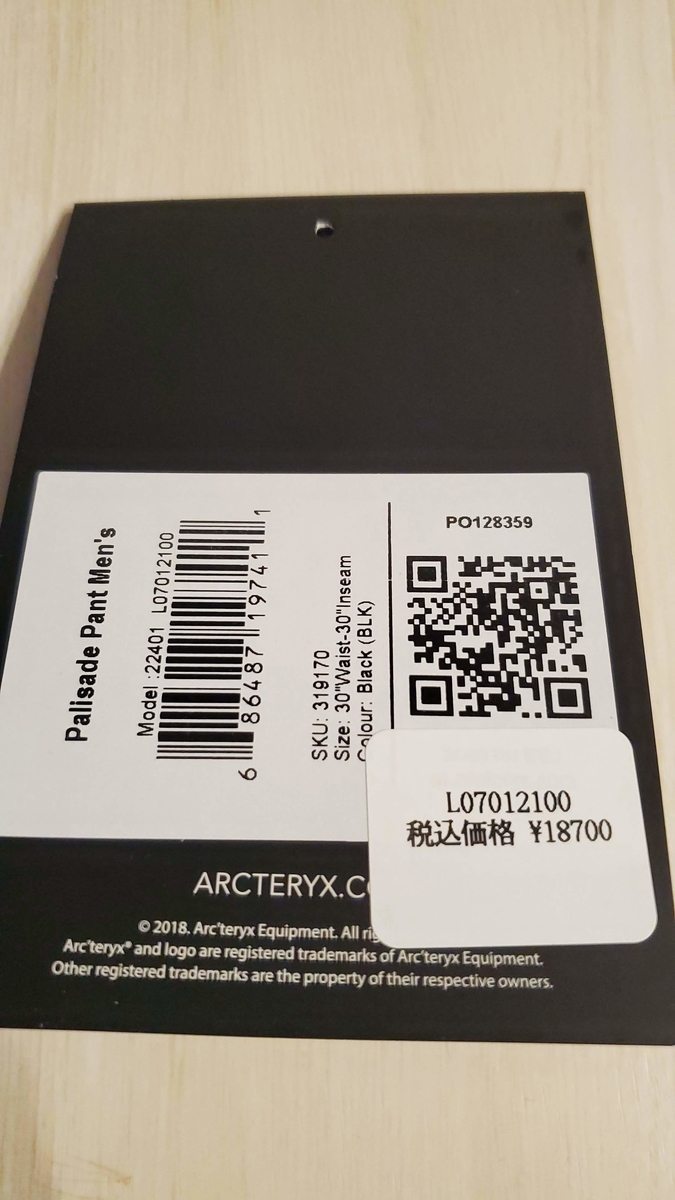 Palisade Pant Men's
Model :22401 L07012100
6 86487 19741 1
SKU: 319170
Size: 30"Waist-30"Inseam
Colour: Black (BLK)
PO128359
L07012100
税込価格 ¥18700
ARCTERYX.C
© 2018. Arc'teryx Equipment. All rig
Arc'teryx® and logo are registered trademarks of Arc'teryx Equipment.
Other registered trademarks are the property of their respective owners.